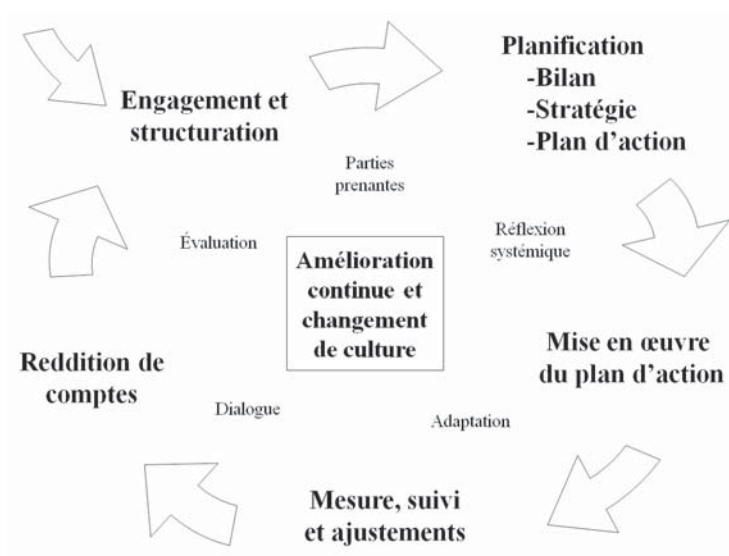 Engagement et
structuration
Planification
-Bilan
-Stratégie
-Plan d'action
Parties
prenantes
Évaluation
Réflexion
systémique
Amélioration
continue et
changement
de culture
Mise en œuvre
du plan d'action
Reddition de
comptes
Dialogue
Adaptation
Mesure, suivi
et ajustements